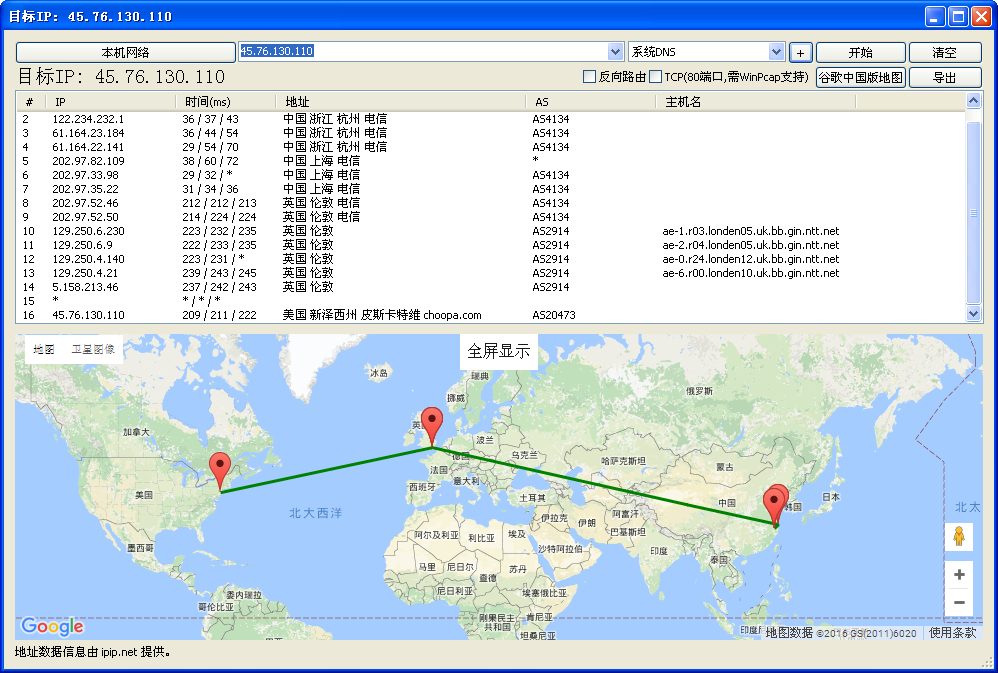 目标IP: 45.76.130.110
本机网络 45.76.130.110 系统DNS + 开始 清空
目标IP: 45.76.130.110 反向路由 TCP(80端口,需WinPcap支持) 谷歌中国版地图 导出
# IP 时间(ms) 地址 AS 主机名
2 122.234.232.1 36 / 37 / 43 中国 浙江 杭州 电信 AS4134
3 61.164.23.184 36 / 44 / 54 中国 浙江 杭州 电信 AS4134
4 61.164.22.141 29 / 54 / 70 中国 浙江 杭州 电信 AS4134
5 202.97.82.109 38 / 60 / 72 中国 上海 电信 *
6 202.97.33.98 29 / 32 / * 中国 上海 电信 AS4134
7 202.97.35.22 31 / 34 / 36 中国 上海 电信 AS4134
8 202.97.52.46 212 / 212 / 213 英国 伦敦 电信 AS4134
9 202.97.52.50 214 / 224 / 224 英国 伦敦 电信 AS4134
10 129.250.6.230 223 / 232 / 235 英国 伦敦 AS2914 ae-1.r03.londen05.uk.bb.gin.ntt.net
11 129.250.6.9 222 / 233 / 235 英国 伦敦 AS2914 ae-2.r04.londen05.uk.bb.gin.ntt.net
12 129.250.4.140 223 / 231 / * 英国 伦敦 AS2914 ae-0.r24.londen12.uk.bb.gin.ntt.net
13 129.250.4.21 239 / 243 / 245 英国 伦敦 AS2914 ae-6.r00.londen10.uk.bb.gin.ntt.net
14 5.158.213.46 237 / 242 / 243 英国 伦敦 AS2914
15 * * / * / *
16 45.76.130.110 209 / 211 / 222 美国 新泽西州 皮斯卡特維 choopa.com AS20473
地图 卫星图像 全屏显示
冰岛
瑞典
挪威
俄罗斯
加拿大
英
波兰
德国
乌克兰
法国
哈萨克斯坦
蒙古
西班牙
意大利
美国
土耳其
中国
韩国
日本
北大西洋
北太
伊拉克
伊朗
阿富汗
巴基斯坦
阿尔及利亚
利比亚
埃及
沙特阿拉伯
印度
墨西哥
马里
尼日尔
乍得
苏丹
泰国
尼日利亚
埃塞俄比亚
委内瑞拉
哥伦比亚
刚果民主
共和国
肯尼亚
坦桑尼亚
+
−
Google 地图数据 ©2016 GS(2011)6020 使用条款
地址数据信息由 ipip.net 提供。